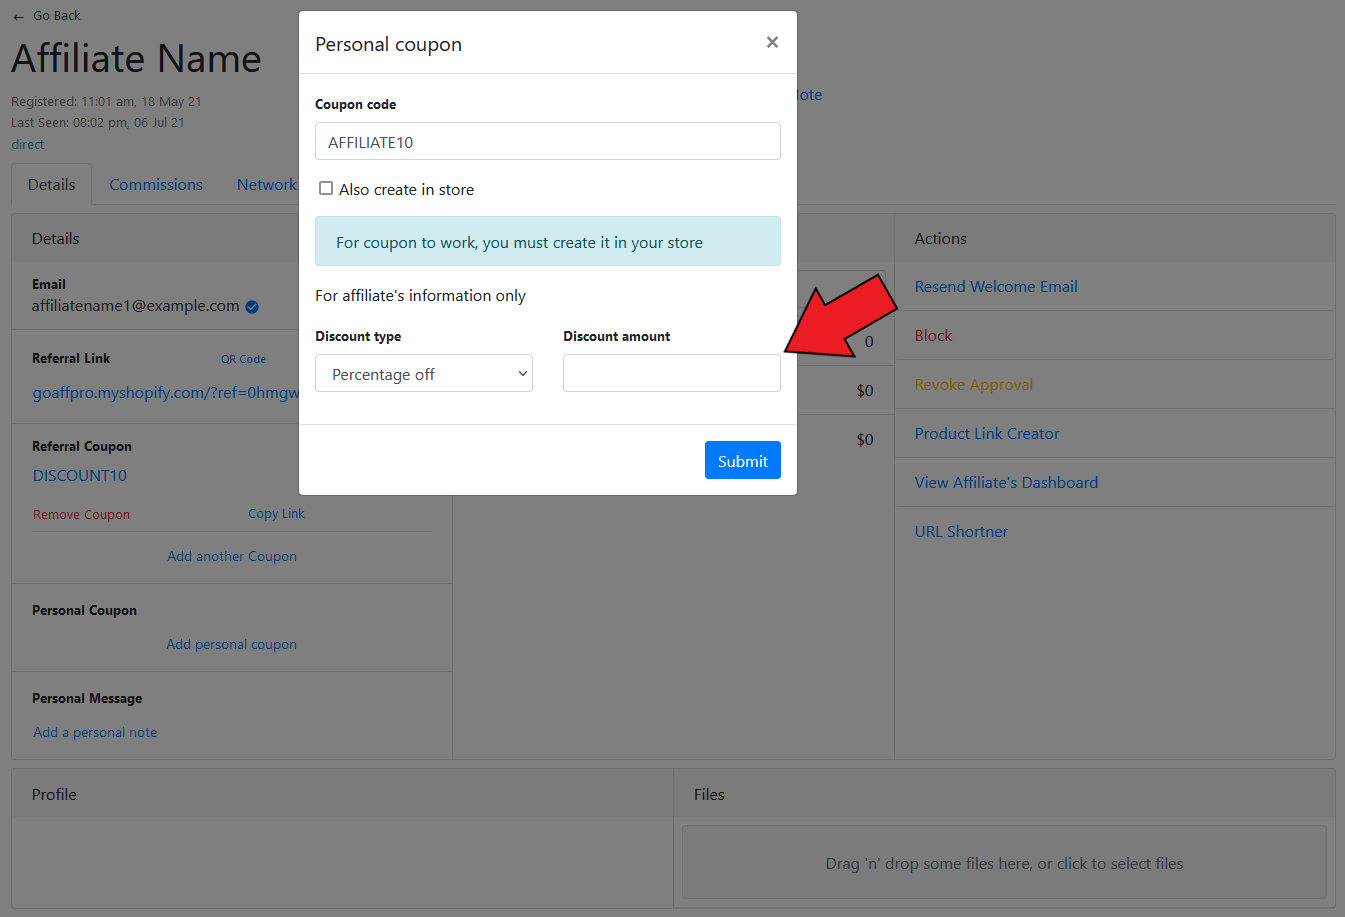 ← Go Back
Affiliate Name
Registered: 11:01 am, 18 May 21
Last Seen: 08:02 pm, 06 Jul 21
direct
Details Commissions Network
Personal coupon ×
Coupon code
AFFILIATE10
Also create in store
For coupon to work, you must create it in your store
For affiliate's information only
Discount type Discount amount
Percentage off
Submit
Details
Email
affiliatename1@example.com
Referral Link QR Code
goaffpro.myshopify.com/?ref=0hmgw
Referral Coupon
DISCOUNT10
Remove Coupon Copy Link
Add another Coupon
Personal Coupon
Add personal coupon
Personal Message
Add a personal note
0
$0
$0
Actions
Resend Welcome Email
Block
Revoke Approval
Product Link Creator
View Affiliate's Dashboard
URL Shortner
Profile
Files
Drag 'n' drop some files here, or click to select files